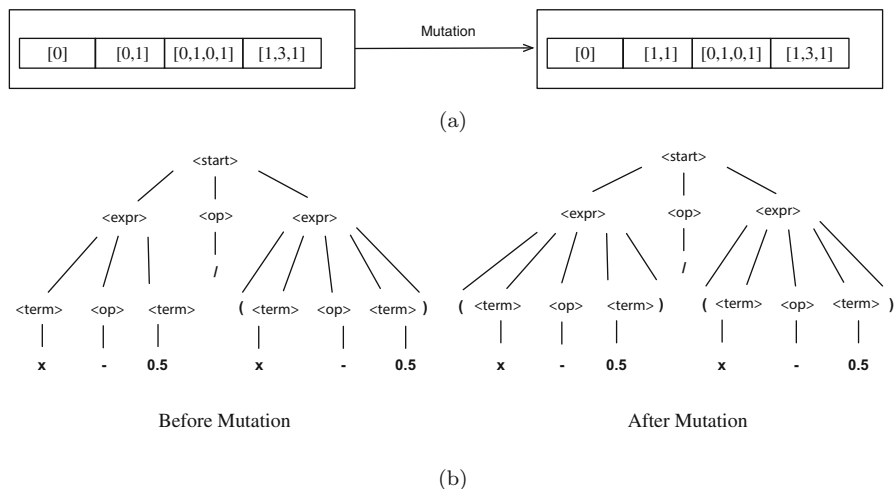 [0] [0,1] [0,1,0,1] [1,3,1] Mutation [0] [1,1] [0,1,0,1] [1,3,1]
(a)
<start> <start>
<expr> <op> <expr> <expr> <op> <expr>
/ /
<term> <op> <term> ( <term> <op> <term> ) ( <term> <op> <term> ) ( <term> <op> <term> )
x - 0.5 x - 0.5 x - 0.5 x - 0.5
Before Mutation After Mutation
(b)